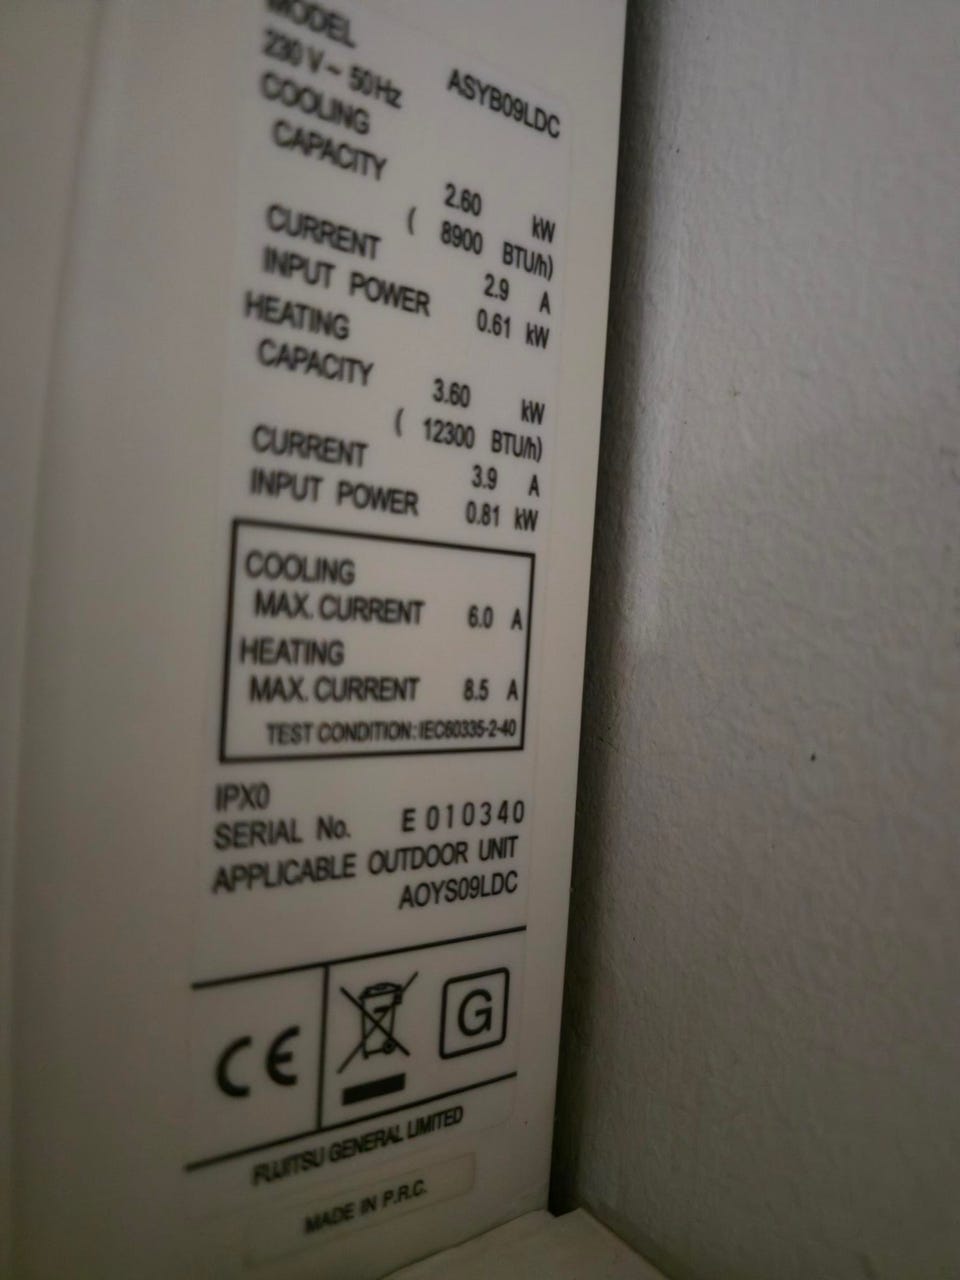 MODEL ASYB09LDC
230 V ~ 50Hz
COOLING
CAPACITY 2.60 kW
( 8900 BTU/h)
CURRENT 2.9 A
INPUT POWER 0.61 kW
HEATING
CAPACITY 3.60 kW
( 12300 BTU/h)
CURRENT 3.9 A
INPUT POWER 0.81 kW
COOLING
MAX. CURRENT 6.0 A
HEATING
MAX. CURRENT 8.5 A
TEST CONDITION: IEC60335-2-40
IPX0
SERIAL No. E 010340
APPLICABLE OUTDOOR UNIT
AOYS09LDC
CE G
FUJITSU GENERAL LIMITED
MADE IN P.R.C.